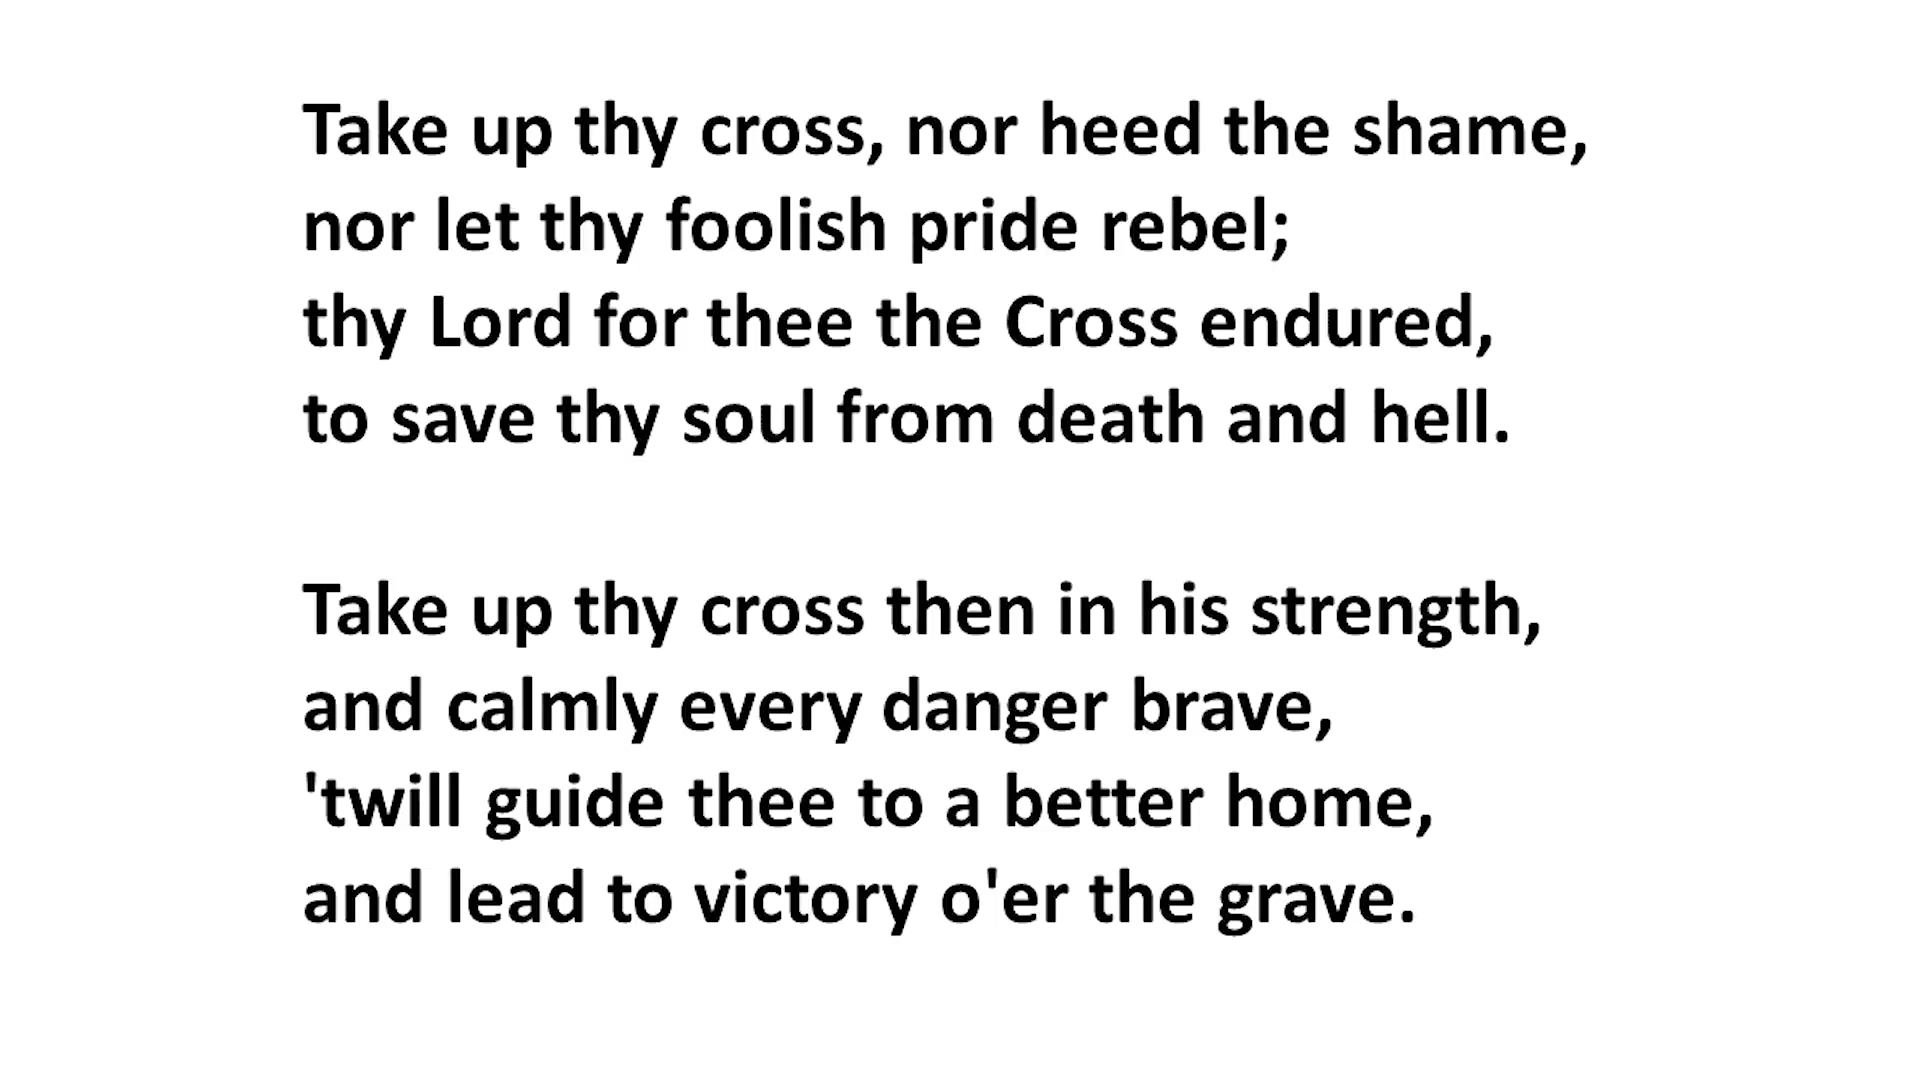 Take up thy cross, nor heed the shame,
nor let thy foolish pride rebel;
thy Lord for thee the Cross endured,
to save thy soul from death and hell.

Take up thy cross then in his strength,
and calmly every danger brave,
'twill guide thee to a better home,
and lead to victory o'er the grave.